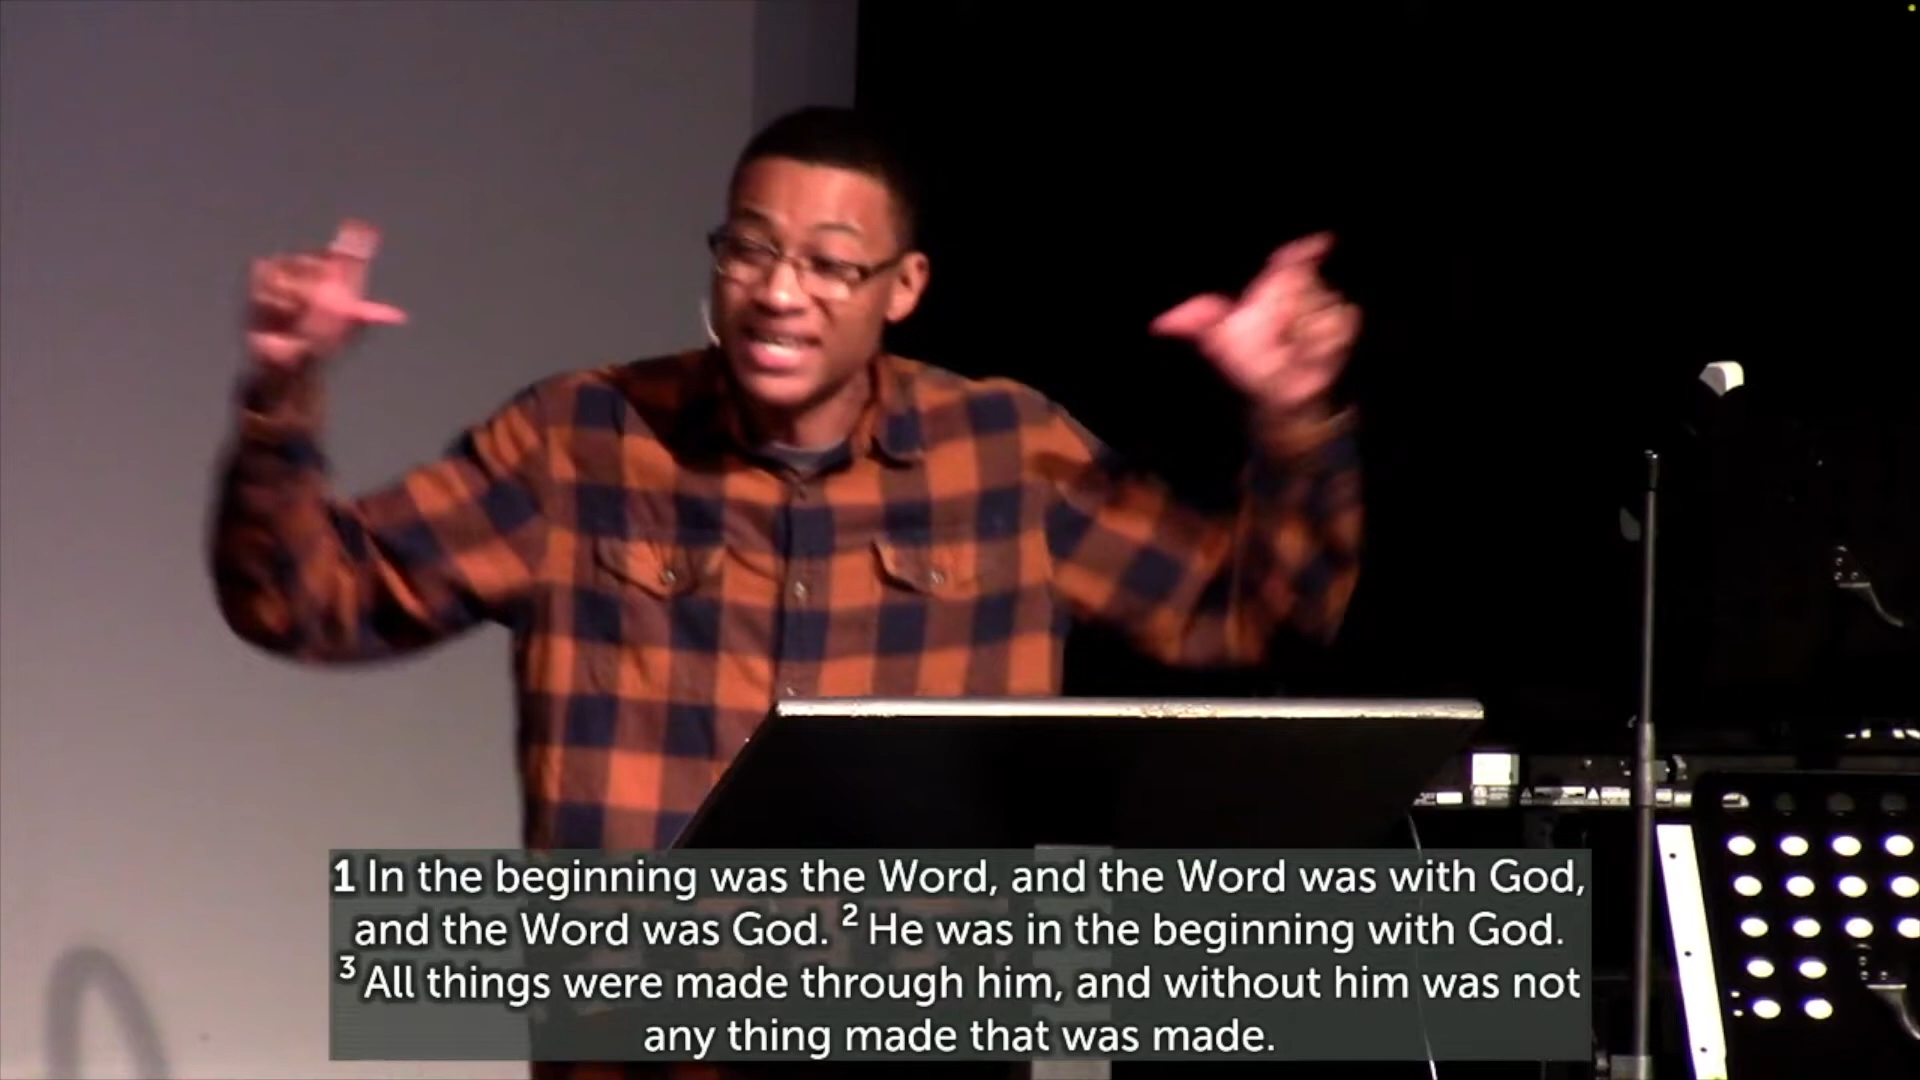 1 In the beginning was the Word, and the Word was with God,
and the Word was God. 2 He was in the beginning with God.
3 All things were made through him, and without him was not
any thing made that was made.